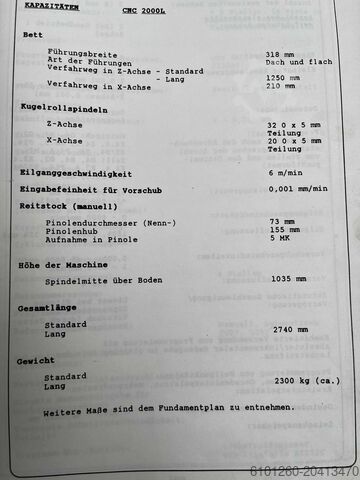 KAPAZITÄTEN CNC 2000L
Bett
Führungsbreite 318 mm
Art der Führungen Dach und flach
Verfahrweg in Z-Achse - Standard
- Lang 1250 mm
Verfahrweg in X-Achse 210 mm
Kugelrollspindeln
Z-Achse 32 0 x 5 mm
Teilung
X-Achse 20 0 x 5 mm
Teilung
Eilganggeschwindigkeit 6 m/min
Eingabefeinheit für Vorschub 0,001 mm/min
Reitstock (manuell)
Pinolendurchmesser (Nenn-) 73 mm
Pinolenhub 155 mm
Aufnahme in Pinole 5 MK
Höhe der Maschine
Spindelmitte über Boden 1035 mm
Gesamtlänge
Standard
Lang 2740 mm
Gewicht
Standard
Lang 2300 kg (ca.)
Weitere Maße sind dem Fundamentplan zu entnehmen.
6101260-20413470